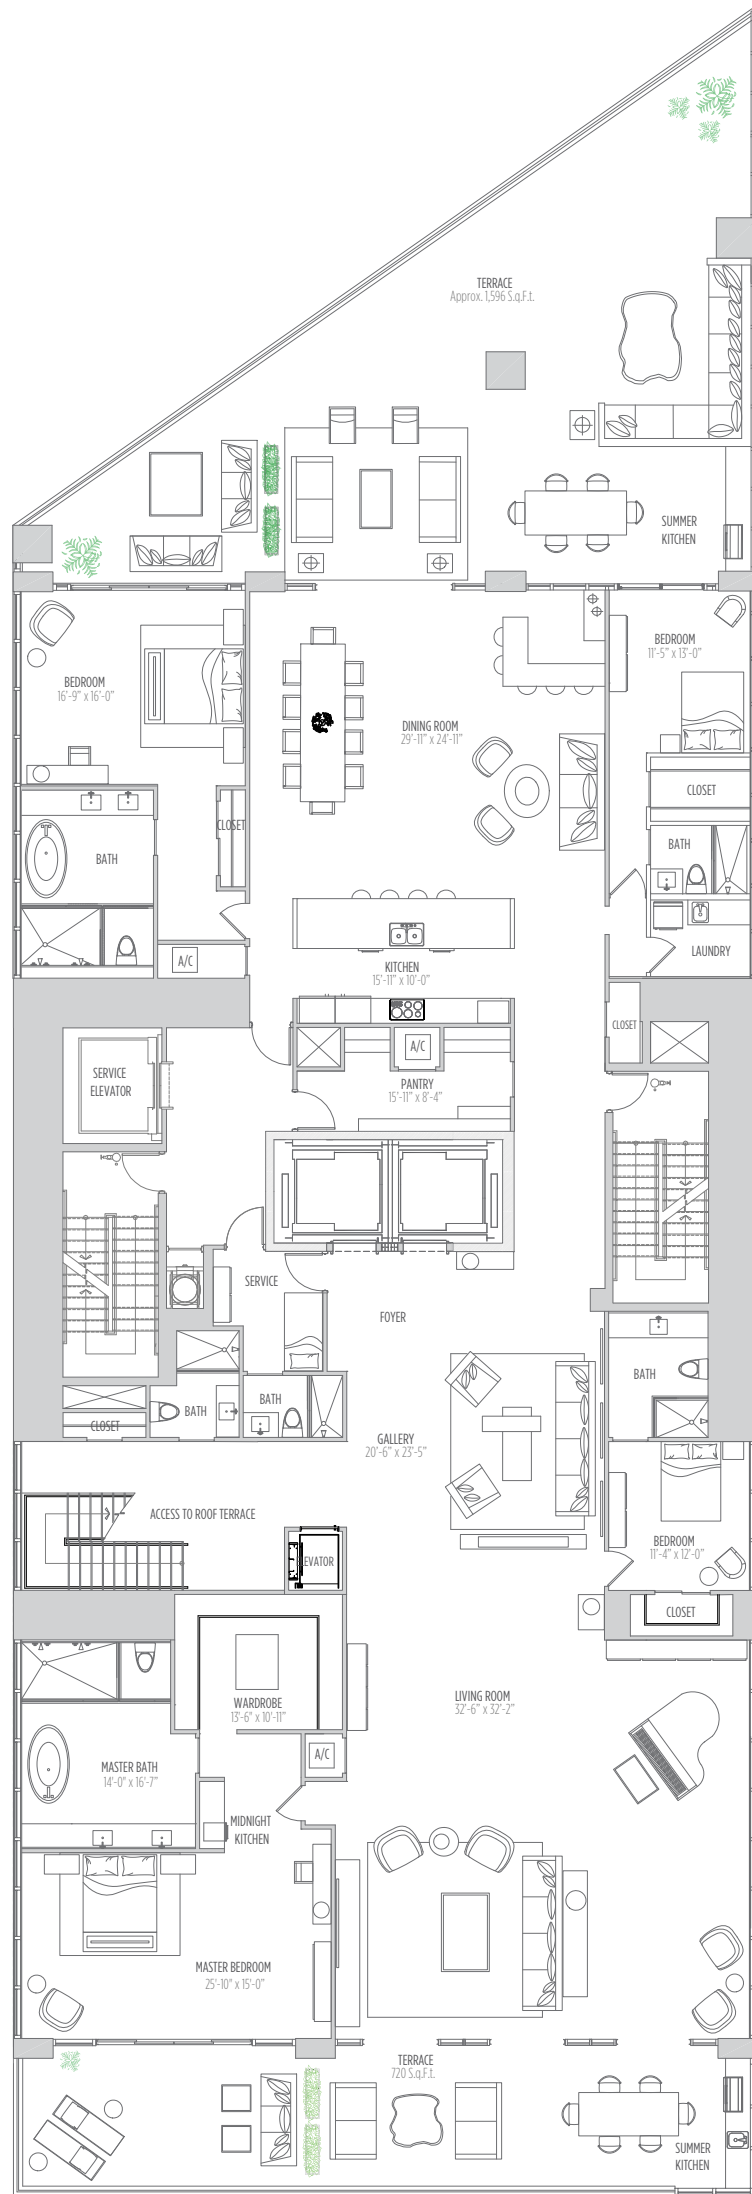 TERRACE
Approx. 1,596 S.q.F.t.
SUMMER
KITCHEN
BEDROOM
16'-9" x 16'-0"
BEDROOM
11'-5" x 13'-0"
DINING ROOM
29'-11" x 24'-11"
CLOSET
CLOSET
BATH
BATH
A/C
KITCHEN
15'-11" x 10'-0"
LAUNDRY
CLOSET
SERVICE
ELEVATOR
A/C
PANTRY
15'-11" x 8'-4"
SERVICE
FOYER
BATH
BATH
BATH
CLOSET
GALLERY
20'-6" x 23'-5"
ACCESS TO ROOF TERRACE
ELEVATOR
BEDROOM
11'-4" x 12'-0"
CLOSET
WARDROBE
13'-6" x 10'-11"
LIVING ROOM
32'-6" x 32'-2"
MASTER BATH
14'-0" x 16'-7"
A/C
MIDNIGHT
KITCHEN
MASTER BEDROOM
25'-10" x 15'-0"
TERRACE
720 S.q.F.t.
SUMMER
KITCHEN